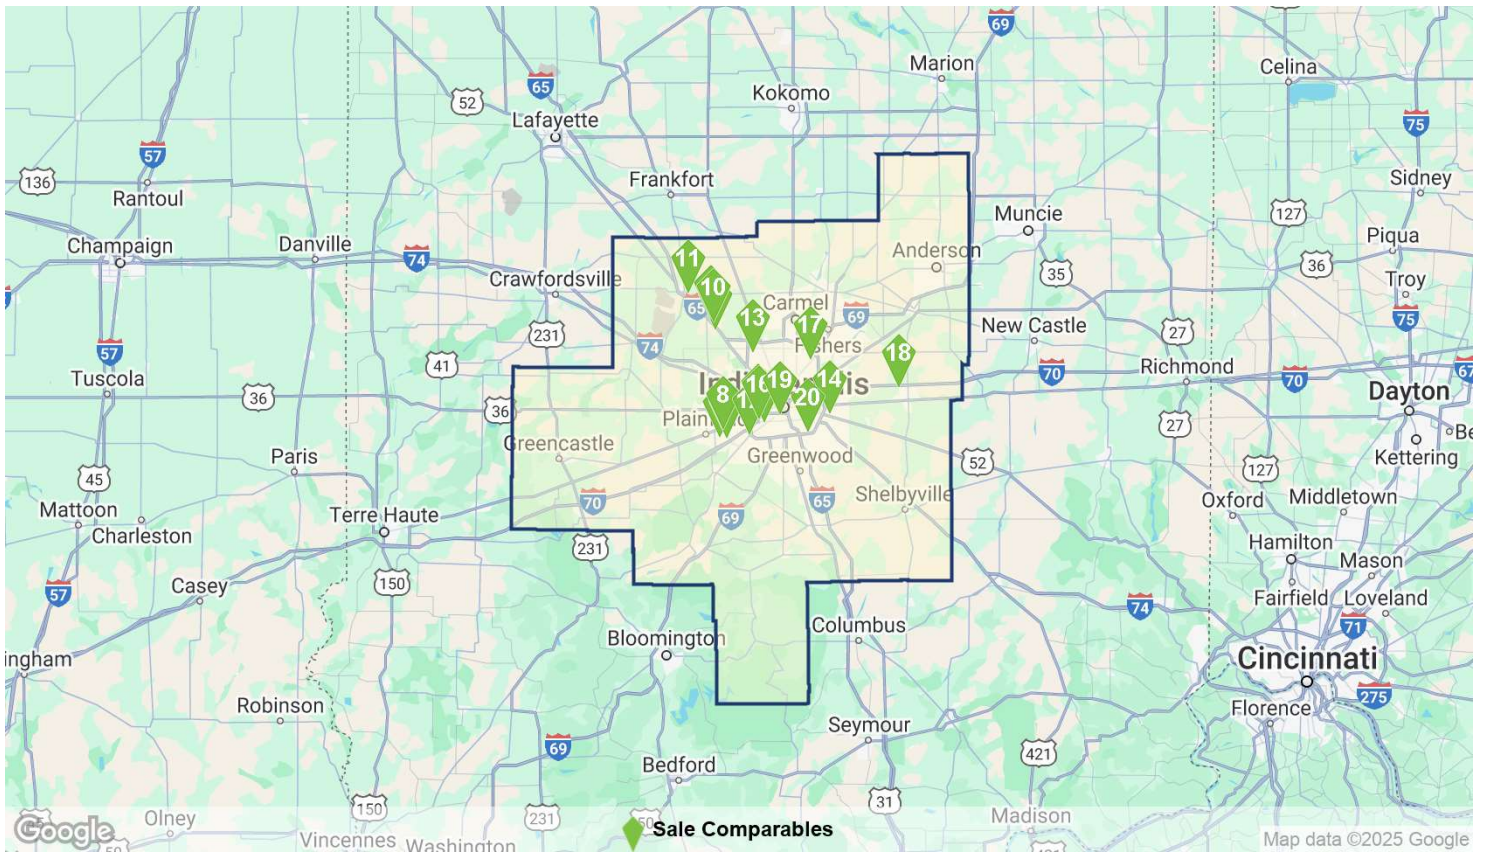 69
Marion
Celina
Kokomo
65
52
Lafayette
75
57
136
Rantoul
Frankfort
Sidney
127
Muncie
Champaign
Danville
74
Piqua
Anderson
36
35
Troy
11
Crawfordsville
10
65
Carmel
69
13
17
75
231
New Castle
27
Fishers
74
18
57
41
Richmond
70
70
Tuscola
19
14
Dayton
36
36
8
20
Plain
27
Greencastle
Greenwood
Paris
52
127
Kettering
45
Shelbyville
Oxford
Middletown
70
65
69
Mattoon
Terre Haute
Charleston
231
Hamilton
Mason
150
57
Casey
74
Fairfield
Loveland
Columbus
71
Bloomington
ingham
Cincinnati
275
Robinson
Florence
Seymour
69
421
Bedford
150
231
31
Olney
Madison
Google
Sale Comparables
Vincennes
Washington
Map data ©2025 Google